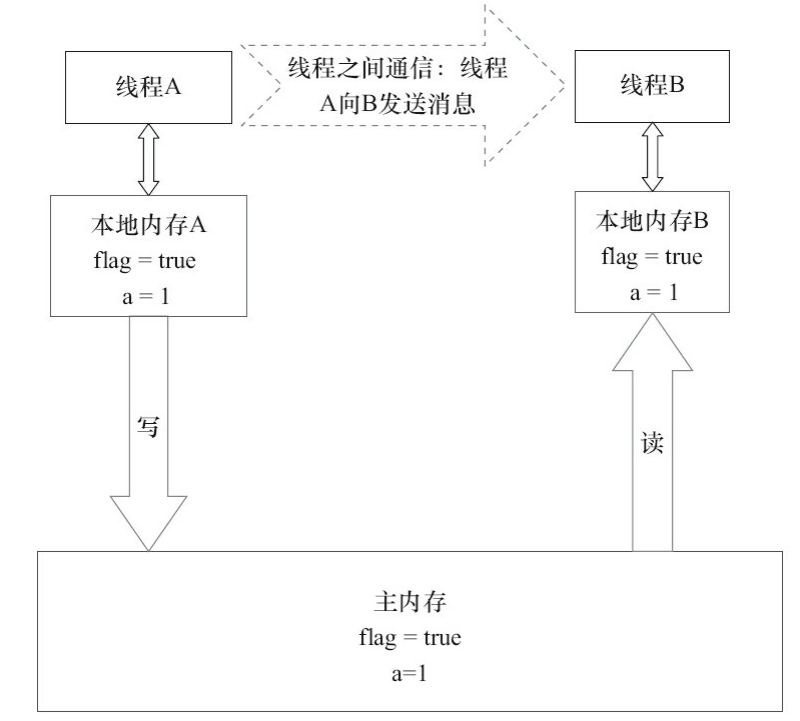 线程A
线程之间通信：线程
A向B发送消息
线程B
本地内存A
flag = true
a = 1
本地内存B
flag = true
a = 1
写
读
主内存
flag = true
a=1